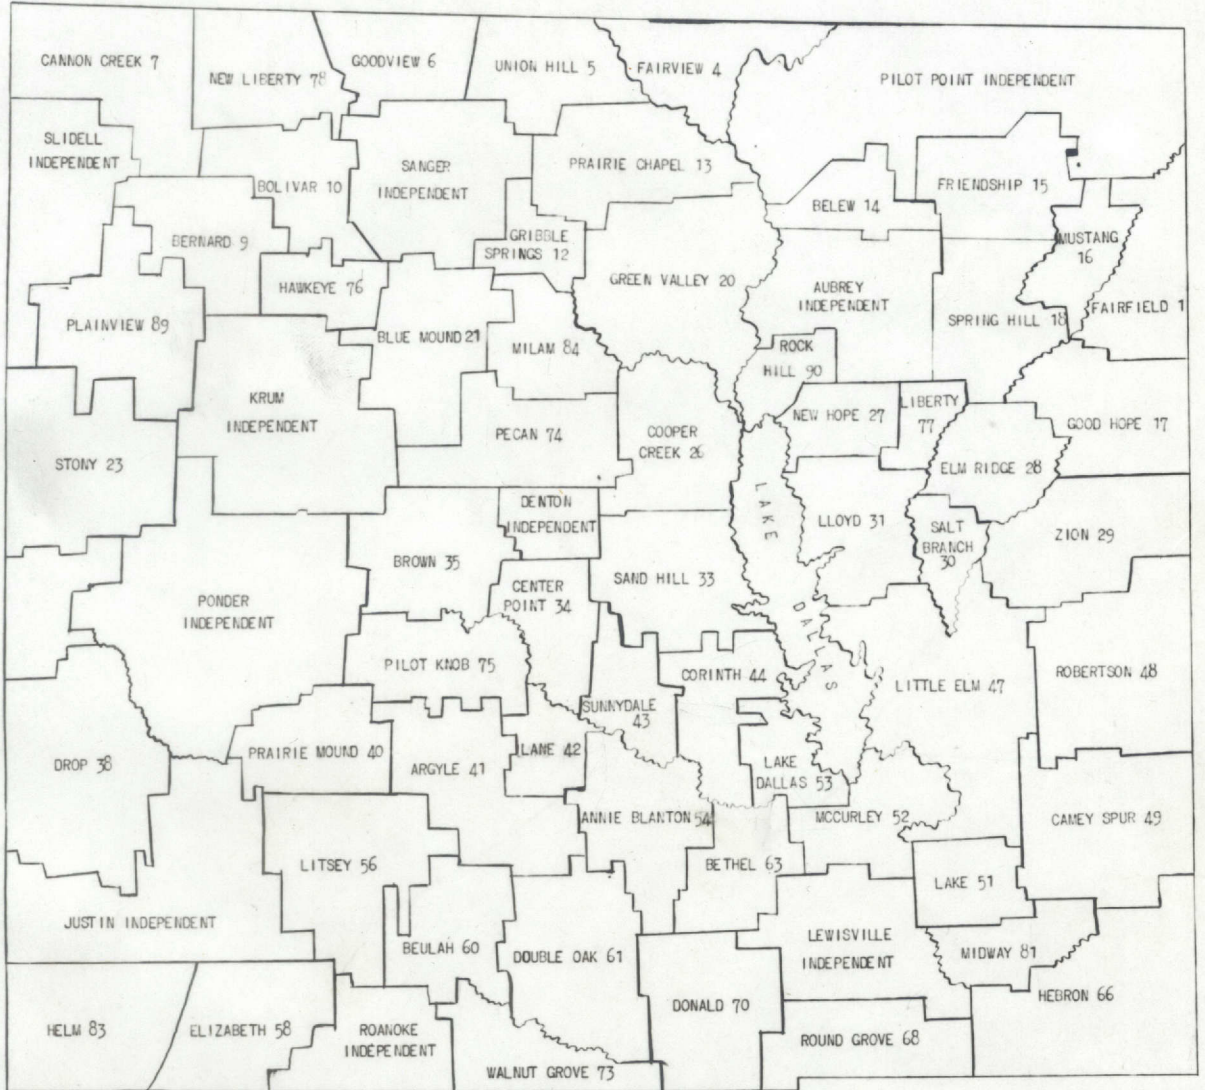 CANNON CREEK 7
NEW LIBERTY 78
GOODVIEW 6
UNION HILL 5
FAIRVIEW 4
PILOT POINT INDEPENDENT
SLIDELL
INDEPENDENT
BOLIVAR 10
SANGER
INDEPENDENT
PRAIRIE CHAPEL 13
FRIENDSHIP 15
BELEW 14
BERNARD 9
GRIBBLE
SPRINGS 12
MUSTANG
16
HAWKEYE 76
GREEN VALLEY 20
AUBREY
INDEPENDENT
FAIRFIELD 1
PLAINVIEW 89
BLUE MOUND 21
MILAM 84
SPRING HILL 18
ROCK
HILL 90
KRUM
INDEPENDENT
NEW HOPE 27
LIBERTY
77
GOOD HOPE 17
STONY 23
PECAN 74
COOPER
CREEK 26
ELM RIDGE 28
LAKE
DALLAS
DENTON
INDEPENDENT
LLOYD 31
SALT
BRANCH
30
ZION 29
BROWN 35
CENTER
POINT 34
SAND HILL 33
PONDER
INDEPENDENT
PILOT KNOB 75
CORINTH 44
LITTLE ELM 47
ROBERTSON 48
SUNNYDALE
43
DROP 38
PRAIRIE MOUND 40
ARGYLE 41
LANE 42
LAKE
DALLAS 53
ANNIE BLANTON 54
MCCURLEY 52
CAMEY SPUR 49
LITSEY 56
BETHEL 63
LAKE 51
JUSTIN INDEPENDENT
BEULAH 60
DOUBLE OAK 61
LEWISVILLE
INDEPENDENT
MIDWAY 81
HELM 83
ELIZABETH 58
ROANOKE
INDEPENDENT
DONALD 70
HEBRON 66
WALNUT GROVE 73
ROUND GROVE 68